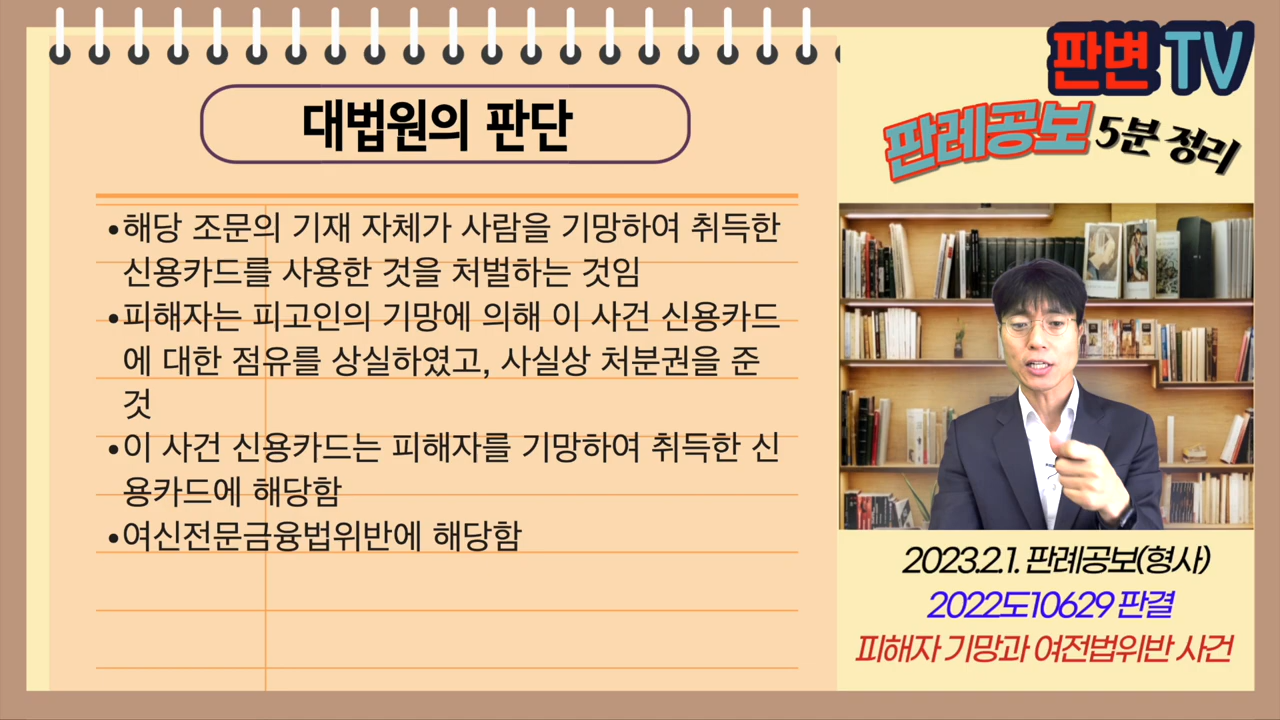 판변 TV
판례공보 5분 정리
대법원의 판단
•해당 조문의 기재 자체가 사람을 기망하여 취득한
신용카드를 사용한 것을 처벌하는 것임
•피해자는 피고인의 기망에 의해 이 사건 신용카드
에 대한 점유를 상실하였고, 사실상 처분권을 준
것
•이 사건 신용카드는 피해자를 기망하여 취득한 신
용카드에 해당함
•여신전문금융법위반에 해당함
2023.2.1. 판례공보(형사)
2022도10629 판결
피해자 기망과 여전법위반 사건